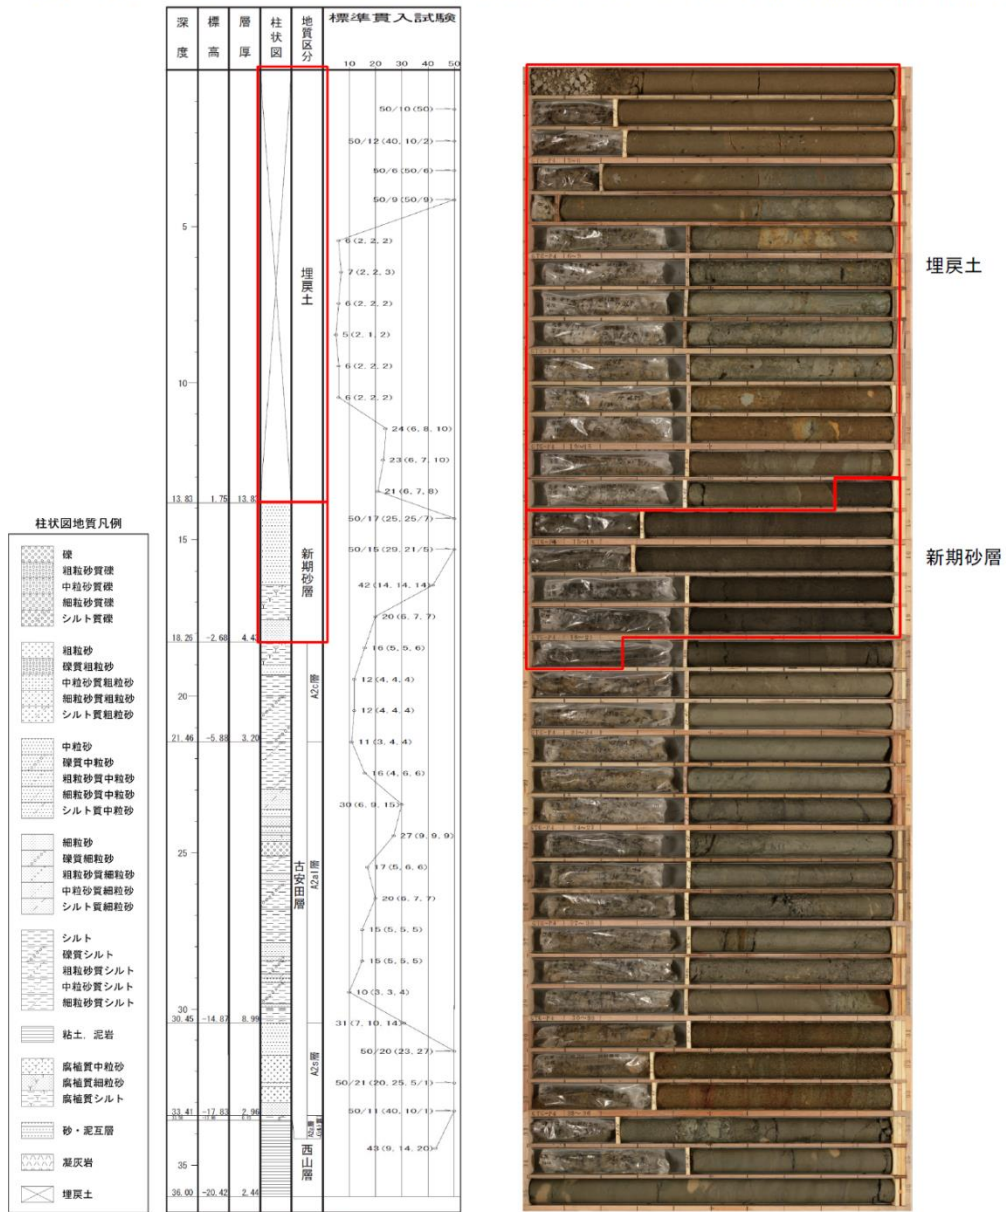 深度
標高
層厚
柱状図
地質区分
標準貫入試験
10 20 30 40 50
50/10(50)
50/12(40, 10/2)
50/6(50/6)
50/9(50/9)
5
6(2, 2, 2)
7(2, 2, 3)
6(2, 2, 2)
5(2, 1, 2)
6(2, 2, 2)
10
6(2, 2, 2)
24(6, 8, 10)
23(6, 7, 10)
21(6, 7, 8)
埋戻土
13.83 1.75 13.83
50/17(25, 25/7)
15
50/15(29, 21/5)
42(14, 14, 14)
20(6, 7, 7)
新期砂層
18.26 -2.68 4.43
16(5, 5, 6)
12(4, 4, 4)
20
12(4, 4, 4)
A2c層
21.46 -5.88 3.20
11(3, 4, 4)
16(4, 6, 6)
30(6, 9, 15)
27(9, 9, 9)
25
17(5, 6, 6)
20(6, 7, 7)
15(5, 5, 5)
15(5, 5, 5)
10(3, 3, 4)
古安田層
A2al層
30
30.45 -14.87 8.99
31(7, 10, 14)
50/20(23, 27)
50/21(20, 25, 5/1)
A2s層
33.41 -17.83 2.96
50/11(40, 10/1)
43(9, 14, 20)
35
西山層
36.00 -20.42 2.44
柱状図地質凡例
礫
粗粒砂質礫
中粒砂質礫
細粒砂質礫
シルト質礫
粗粒砂
礫質粗粒砂
中粒砂質粗粒砂
細粒砂質粗粒砂
シルト質粗粒砂
中粒砂
礫質中粒砂
粗粒砂質中粒砂
細粒砂質中粒砂
シルト質中粒砂
細粒砂
礫質細粒砂
粗粒砂質細粒砂
中粒砂質細粒砂
シルト質細粒砂
シルト
礫質シルト
粗粒砂質シルト
中粒砂質シルト
細粒砂質シルト
粘土、泥岩
腐植質中粒砂
腐植質細粒砂
腐植質シルト
砂・泥互層
凝灰岩
埋戻土
埋戻土
新期砂層